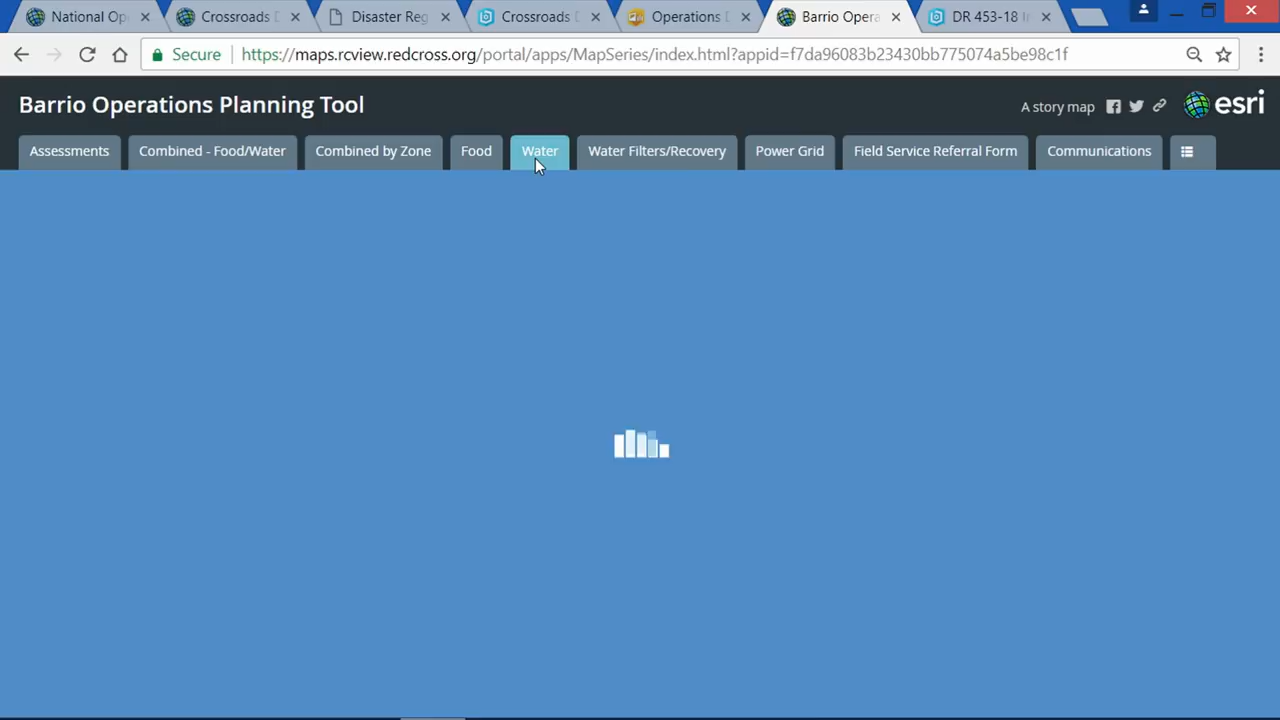 National Op
Crossroads D
Disaster Reg
Crossroads D
Operations D
Barrio Opera
DR 453-18 I
Secure
https://maps.rcview.redcross.org/portal/apps/MapSeries/index.html?appid=f7da96083b23430bb775074a5be98c1f
Barrio Operations Planning Tool
A story map
esri
Assessments
Combined - Food/Water
Combined by Zone
Food
Water
Water Filters/Recovery
Power Grid
Field Service Referral Form
Communications